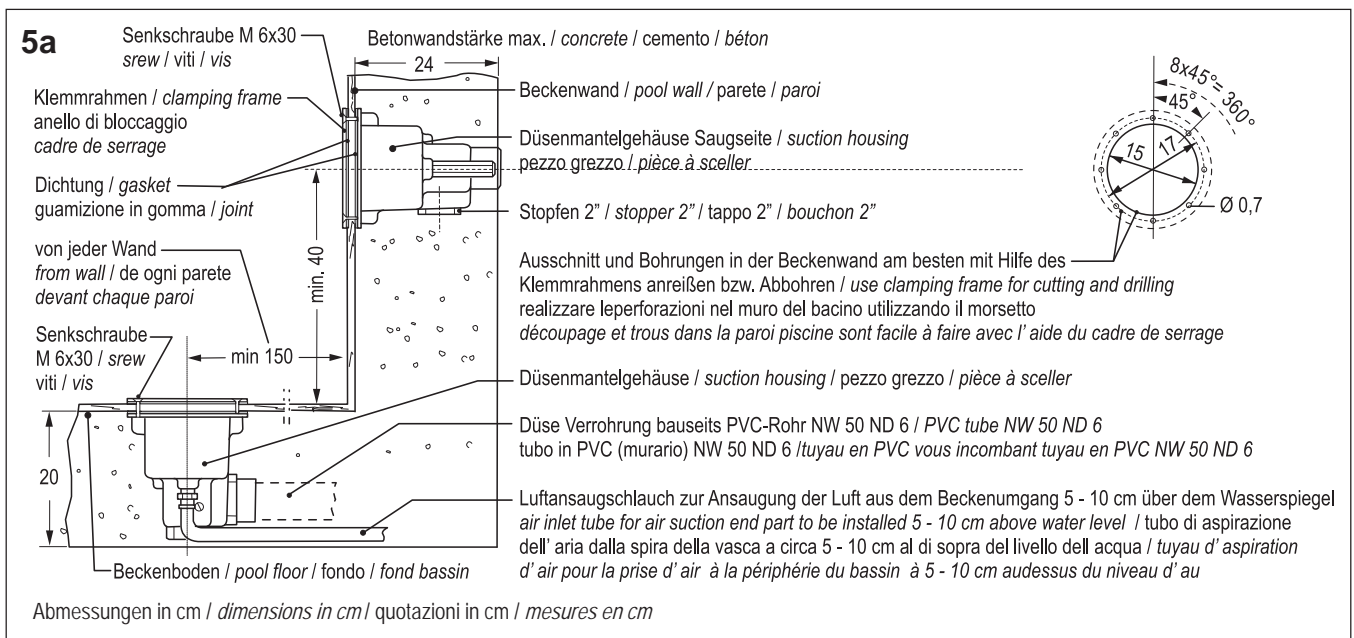 5a
Senkschraube M 6x30
srew / viti / vis
Betonwandstärke max. / concrete / cemento / béton
24
Klemmrahmen / clamping frame
anello di bloccaggio
cadre de serrage
Beckenwand / pool wall / parete / paroi
8x45°= 360°
45°
Düsenmantelgehäuse Saugseite / suction housing
pezzo grezzo / pièce à sceller
15
17
Dichtung / gasket
guamizione in gomma / joint
Stopfen 2” / stopper 2” / tappo 2” / bouchon 2”
Ø 0,7
von jeder Wand
from wall / de ogni parete
devant chaque paroi
min. 40
Ausschnitt und Bohrungen in der Beckenwand am besten mit Hilfe des
Klemmrahmens anreißen bzw. Abbohren / use clamping frame for cutting and drilling
realizzare leperforazioni nel muro del bacino utilizzando il morsetto
découpage et trous dans la paroi piscine sont facile à faire avec l’ aide du cadre de serrage
Senkschraube
M 6x30 / srew
viti / vis
min 150
Düsenmantelgehäuse / suction housing / pezzo grezzo / pièce à sceller
Düse Verrohrung bauseits PVC-Rohr NW 50 ND 6 / PVC tube NW 50 ND 6
tubo in PVC (murario) NW 50 ND 6 /tuyau en PVC vous incombant tuyau en PVC NW 50 ND 6
20
Luftansaugschlauch zur Ansaugung der Luft aus dem Beckenumgang 5 - 10 cm über dem Wasserspiegel
air inlet tube for air suction end part to be installed 5 - 10 cm above water level / tubo di aspirazione
dell’ aria dalla spira della vasca a circa 5 - 10 cm al di sopra del livello dell acqua / tuyau d’ aspiration
d’ air pour la prise d’ air à la périphérie du bassin à 5 - 10 cm audessus du niveau d’ au
Beckenboden / pool floor / fondo / fond bassin
Abmessungen in cm / dimensions in cm / quotazioni in cm / mesures en cm